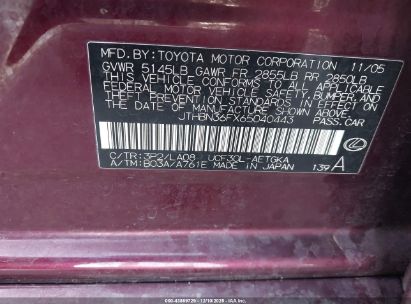 MFD.BY:TOYOTA MOTOR CORPORATION 11/05
GVWR 5145LB GAWR FR 2855LB RR 2850LB
THIS VEHICLE CONFORMS TO ALL APPLICABLE
FEDERAL MOTOR VEHICLE SAFETY, BUMPER, AND
THEFT PREVENTION STANDARDS IN EFFECT ON THE
DATE OF MANUFACTURE SHOWN ABOVE.
JTHBN36FX65040443 PASS.CAR
C/TR:3P2/LA08 UCF30L-AETGKA
A/TM:B03A/A761E MADE IN JAPAN 139 A